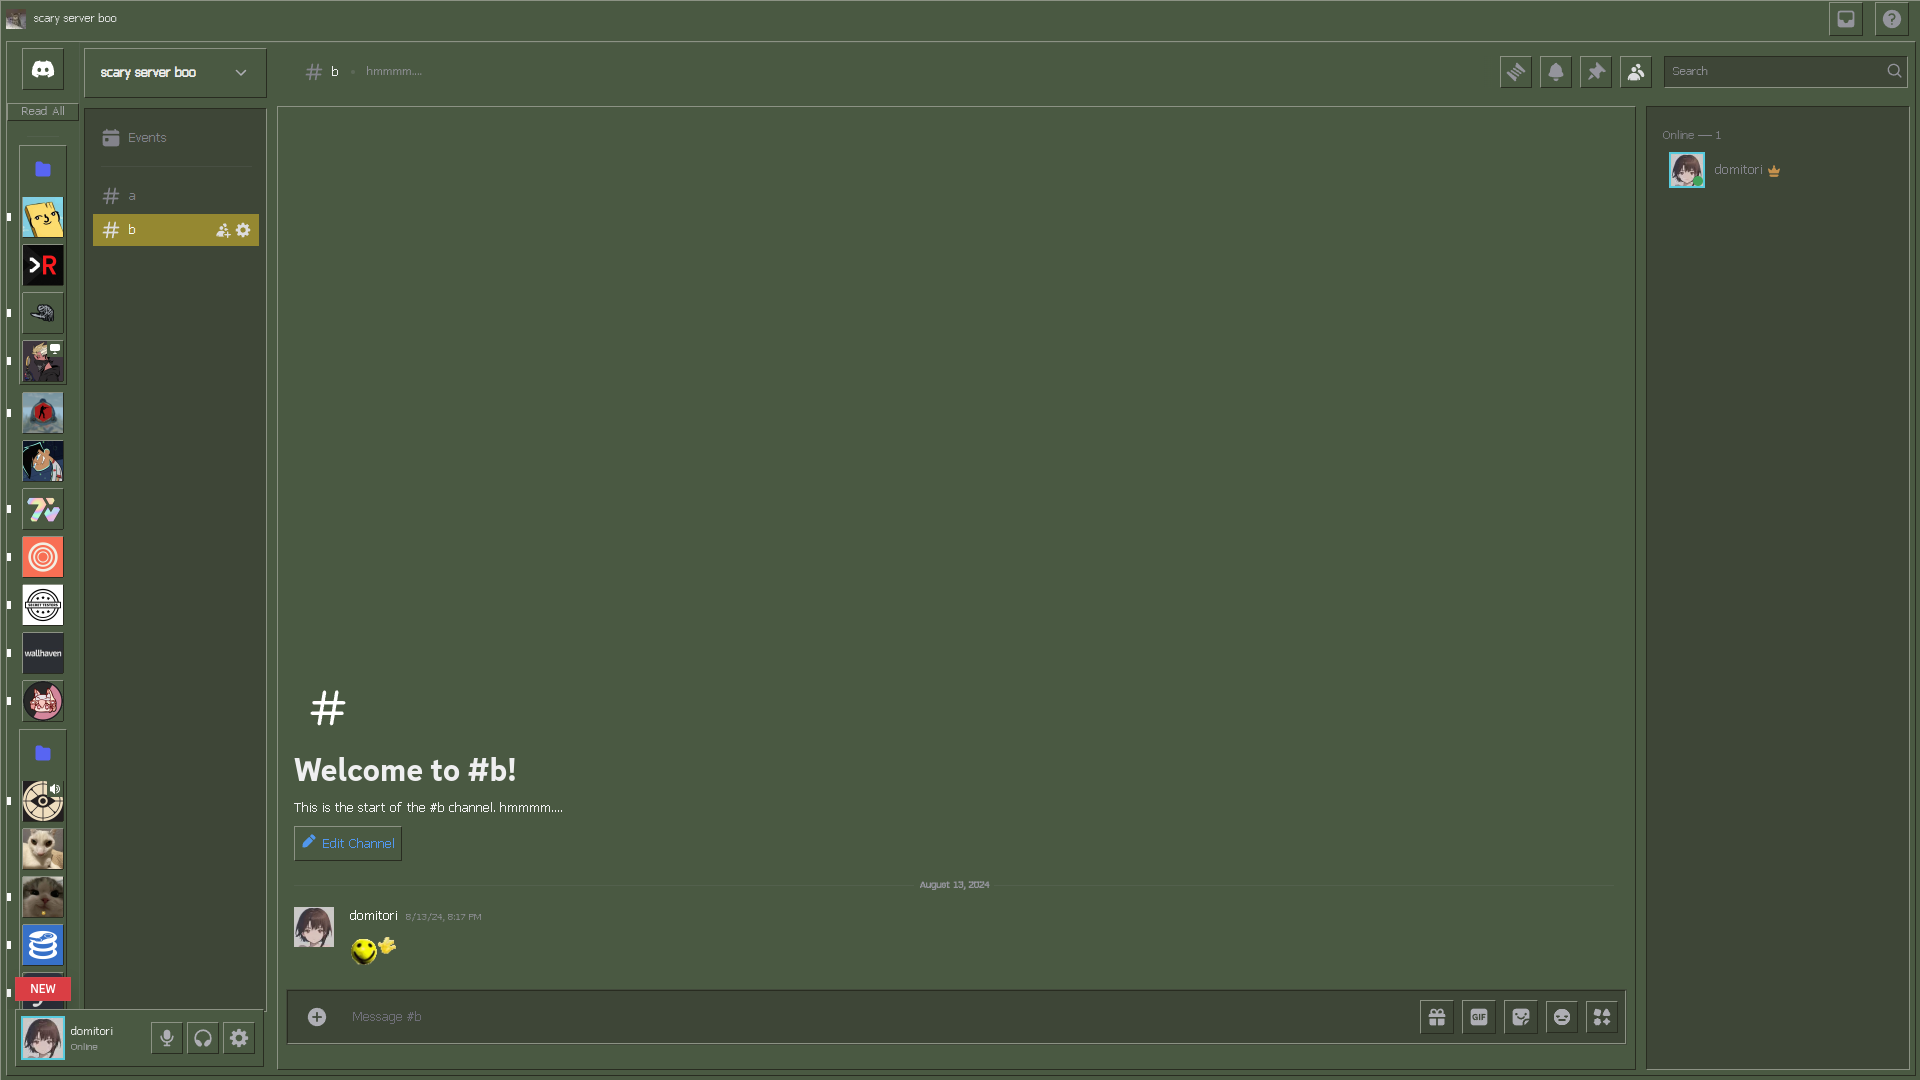 scary server boo
scary server boo
# b
hmmmm....
Search
Read All
Events
# a
# b
Online — 1
domitori
>R
wallhaven
SECRET TESTERS
#
Welcome to #b!
This is the start of the #b channel. hmmmm....
Edit Channel
August 13, 2024
domitori 8/13/24, 8:17 PM
NEW
Message #b
GIF
domitori
Online